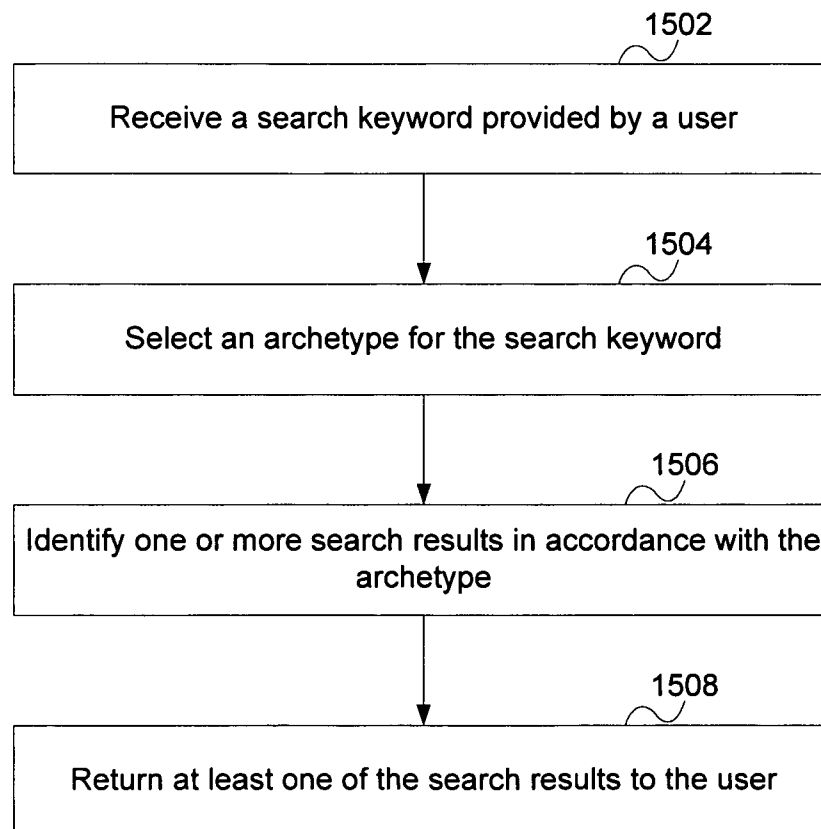 1502
Receive a search keyword provided by a user
1504
Select an archetype for the search keyword
1506
Identify one or more search results in accordance with the
archetype
1508
Return at least one of the search results to the user